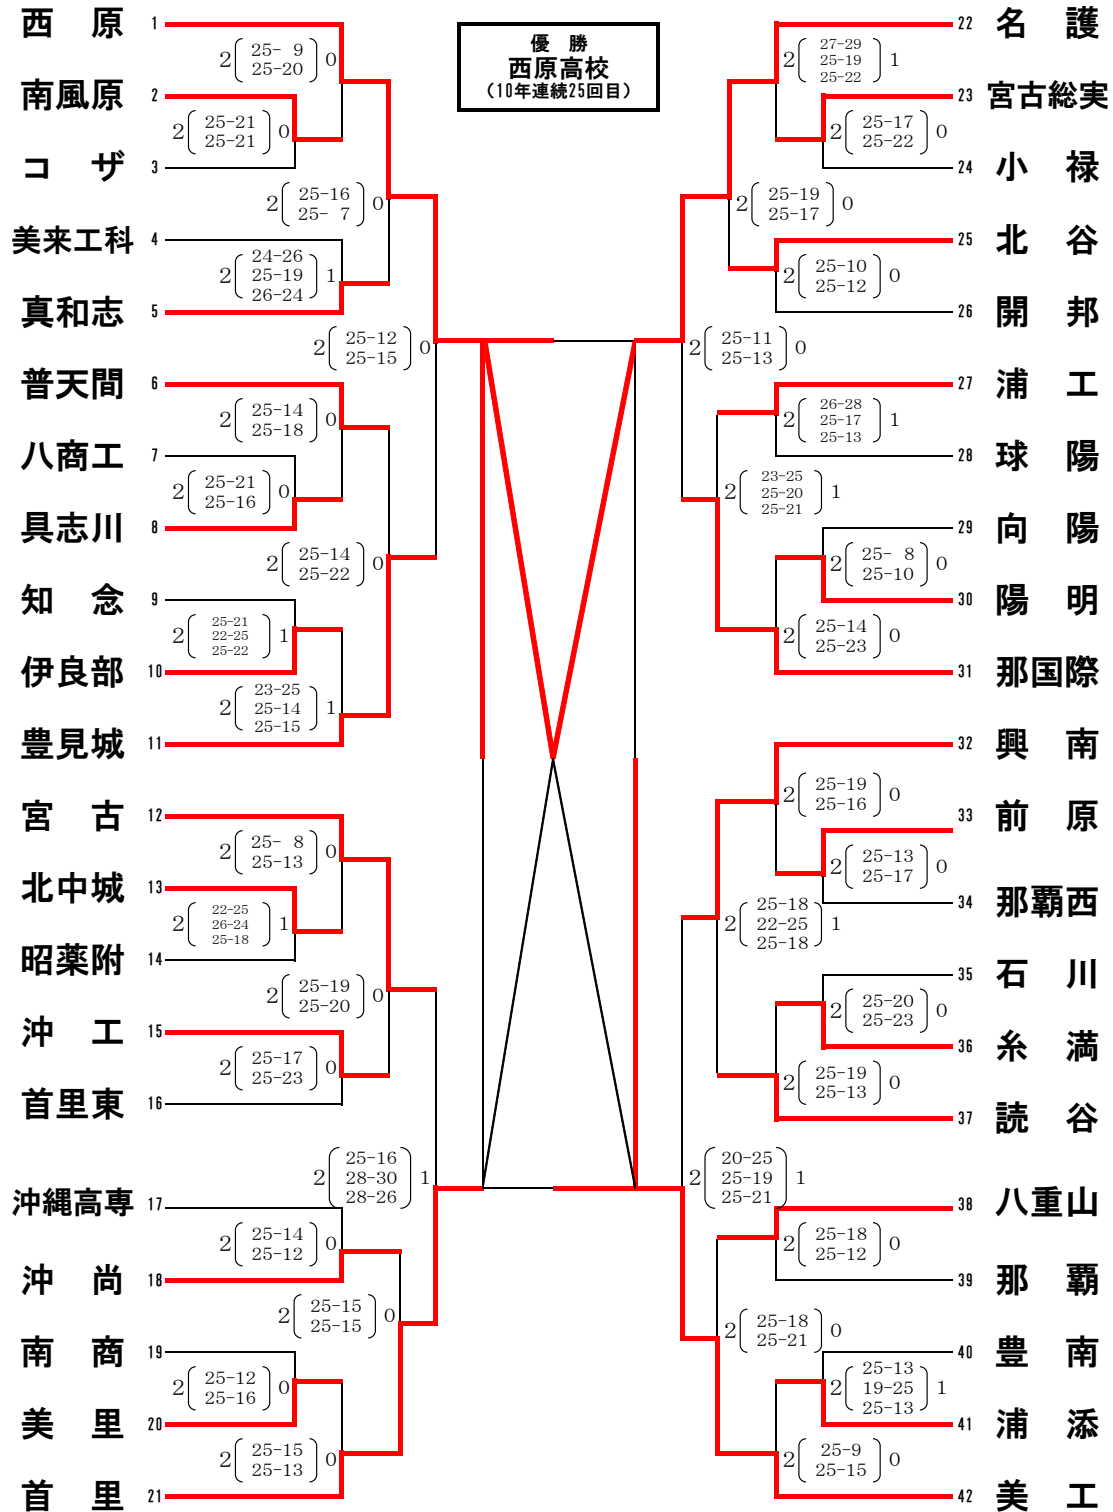 優 勝
西原高校
(10年連続25回目)
西 原 1
2 25- 9 0
25-20
南風原 2
2 25-21 0
25-21
コ ザ 3
2 25-16 0
25- 7
美来工科 4
24-26
2 25-19 1
26-24
真和志 5
2 25-12 0
25-15
普天間 6
2 25-14 0
25-18
八商工 7
2 25-21 0
25-16
具志川 8
2 25-14 0
25-22
知 念 9
25-21
2 22-25 1
25-22
伊良部 10
23-25
2 25-14 1
25-15
豊見城 11
宮 古 12
2 25- 8 0
25-13
北中城 13
22-25
2 26-24 1
25-18
昭薬附 14
2 25-19 0
25-20
沖 工 15
2 25-17 0
25-23
首里東 16
25-16
2 28-30 1
28-26
沖縄高専 17
2 25-14 0
25-12
沖 尚 18
2 25-15 0
25-15
南 商 19
2 25-12 0
25-16
美 里 20
2 25-15 0
25-13
首 里 21
22 名 護
27-29
2 25-19 1
25-22
23 宮古総実
2 25-17 0
25-22
24 小 禄
2 25-19 0
25-17
25 北 谷
2 25-10 0
25-12
26 開 邦
2 25-11 0
25-13
27 浦 工
26-28
2 25-17 1
25-13
28 球 陽
23-25
2 25-20 1
25-21
29 向 陽
2 25- 8 0
25-10
30 陽 明
2 25-14 0
25-23
31 那国際
32 興 南
2 25-19 0
25-16
33 前 原
2 25-13 0
25-17
34 那覇西
25-18
2 22-25 1
25-18
35 石 川
2 25-20 0
25-23
36 糸 満
2 25-19 0
25-13
37 読 谷
20-25
2 25-19 1
25-21
38 八重山
2 25-18 0
25-12
39 那 覇
2 25-18 0
25-21
40 豊 南
25-13
2 19-25 1
25-13
41 浦 添
2 25-9 0
25-15
42 美 工